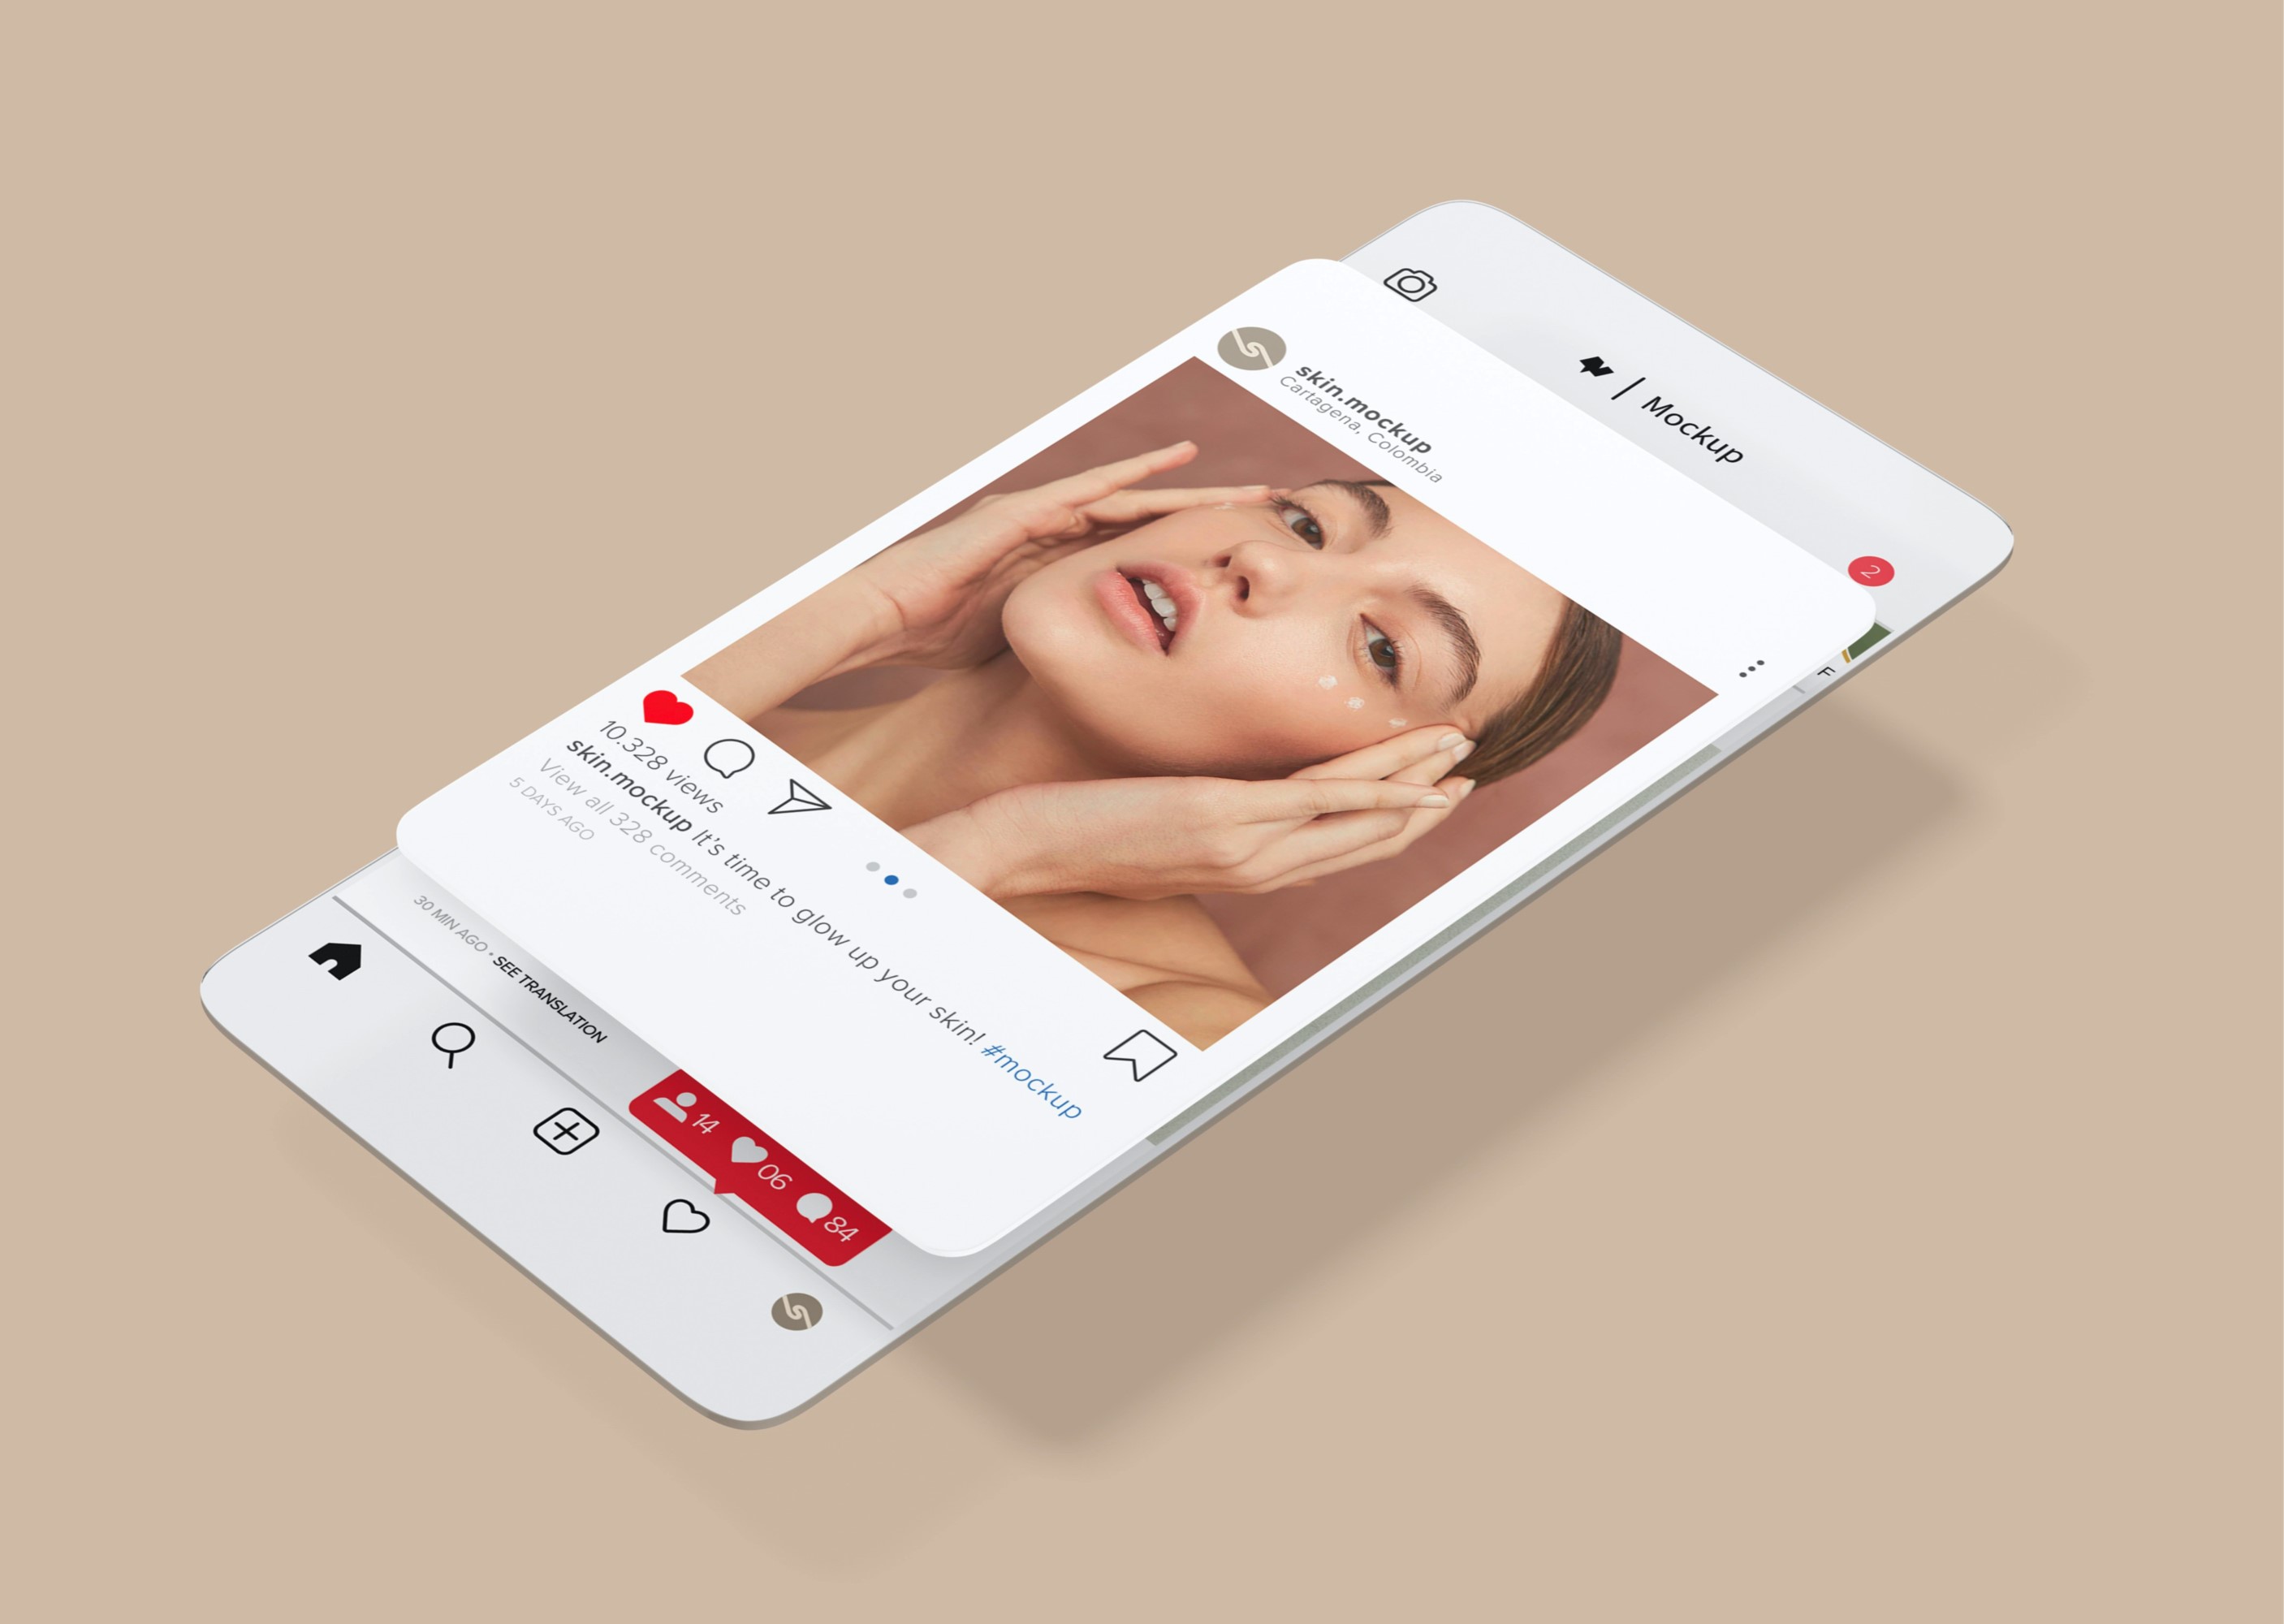 | Mockup
2
skin.mockup
Cartagena, Colombia
F
10.328 views
skin.mockup It's time to glow up your skin! #mockup
View all 328 comments
5 DAYS AGO
30 MIN AGO • SEE TRANSLATION
14 06 84